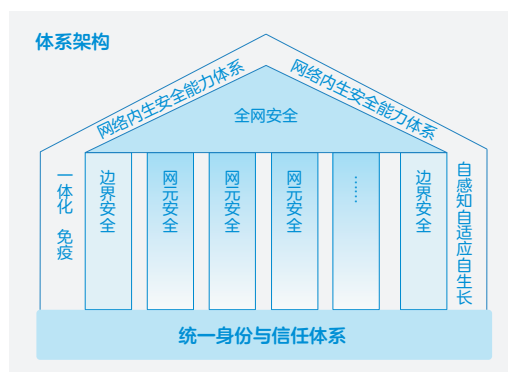 体系架构
网络内生安全能力体系
网络内生安全能力体系
全网安全
一体化 免疫
边界安全
网元安全
网元安全
网元安全
……
边界安全
自感知自适应自生长
统一身份与信任体系